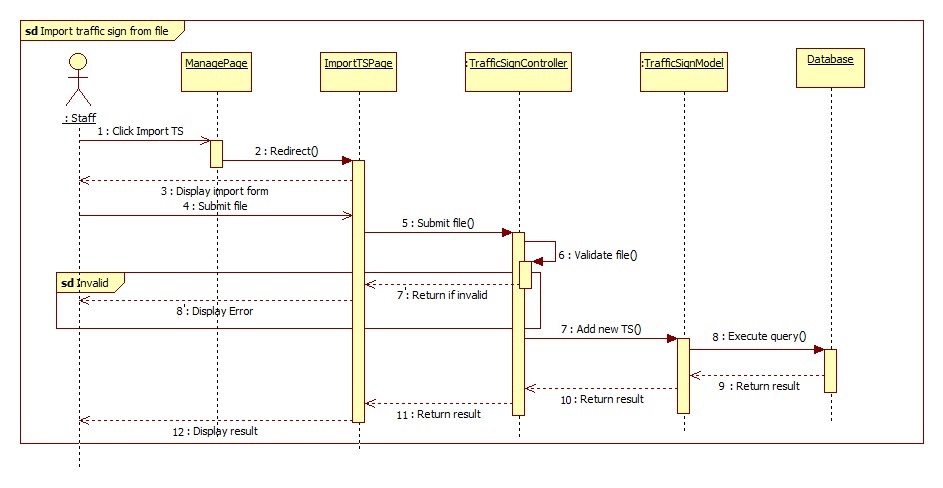 sd Import traffic sign from file
ManagePage
ImportTSPage
:TrafficSignController
:TrafficSignModel
Database
: Staff
1 : Click Import TS
2 : Redirect()
3 : Display import form
4 : Submit file
5 : Submit file()
6 : Validate file()
sd Invalid
7' : Return if invalid
8' : Display Error
7 : Add new TS()
8 : Execute query()
9 : Return result
10 : Return result
11 : Return result
12 : Display result